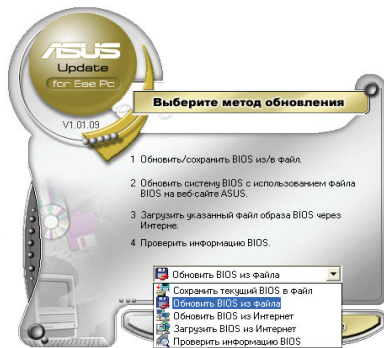 ASUS
Update
for Eee Pc
V1.01.09
Выберите метод обновления
1 Обновить/сохранить BIOS из/в файл.
2 Обновить систему BIOS с использованием файла
BIOS на веб-сайте ASUS.
3 Загрузить указанный файл образа BIOS через
Интерне.
4 Проверить информацию BIOS.
Обновить BIOS из файла
Сохранить текущий BIOS в файл
Обновить BIOS из файла
Обновить BIOS из Интернет
Загрузить BIOS из Интернет
Проверить информацию BIOS